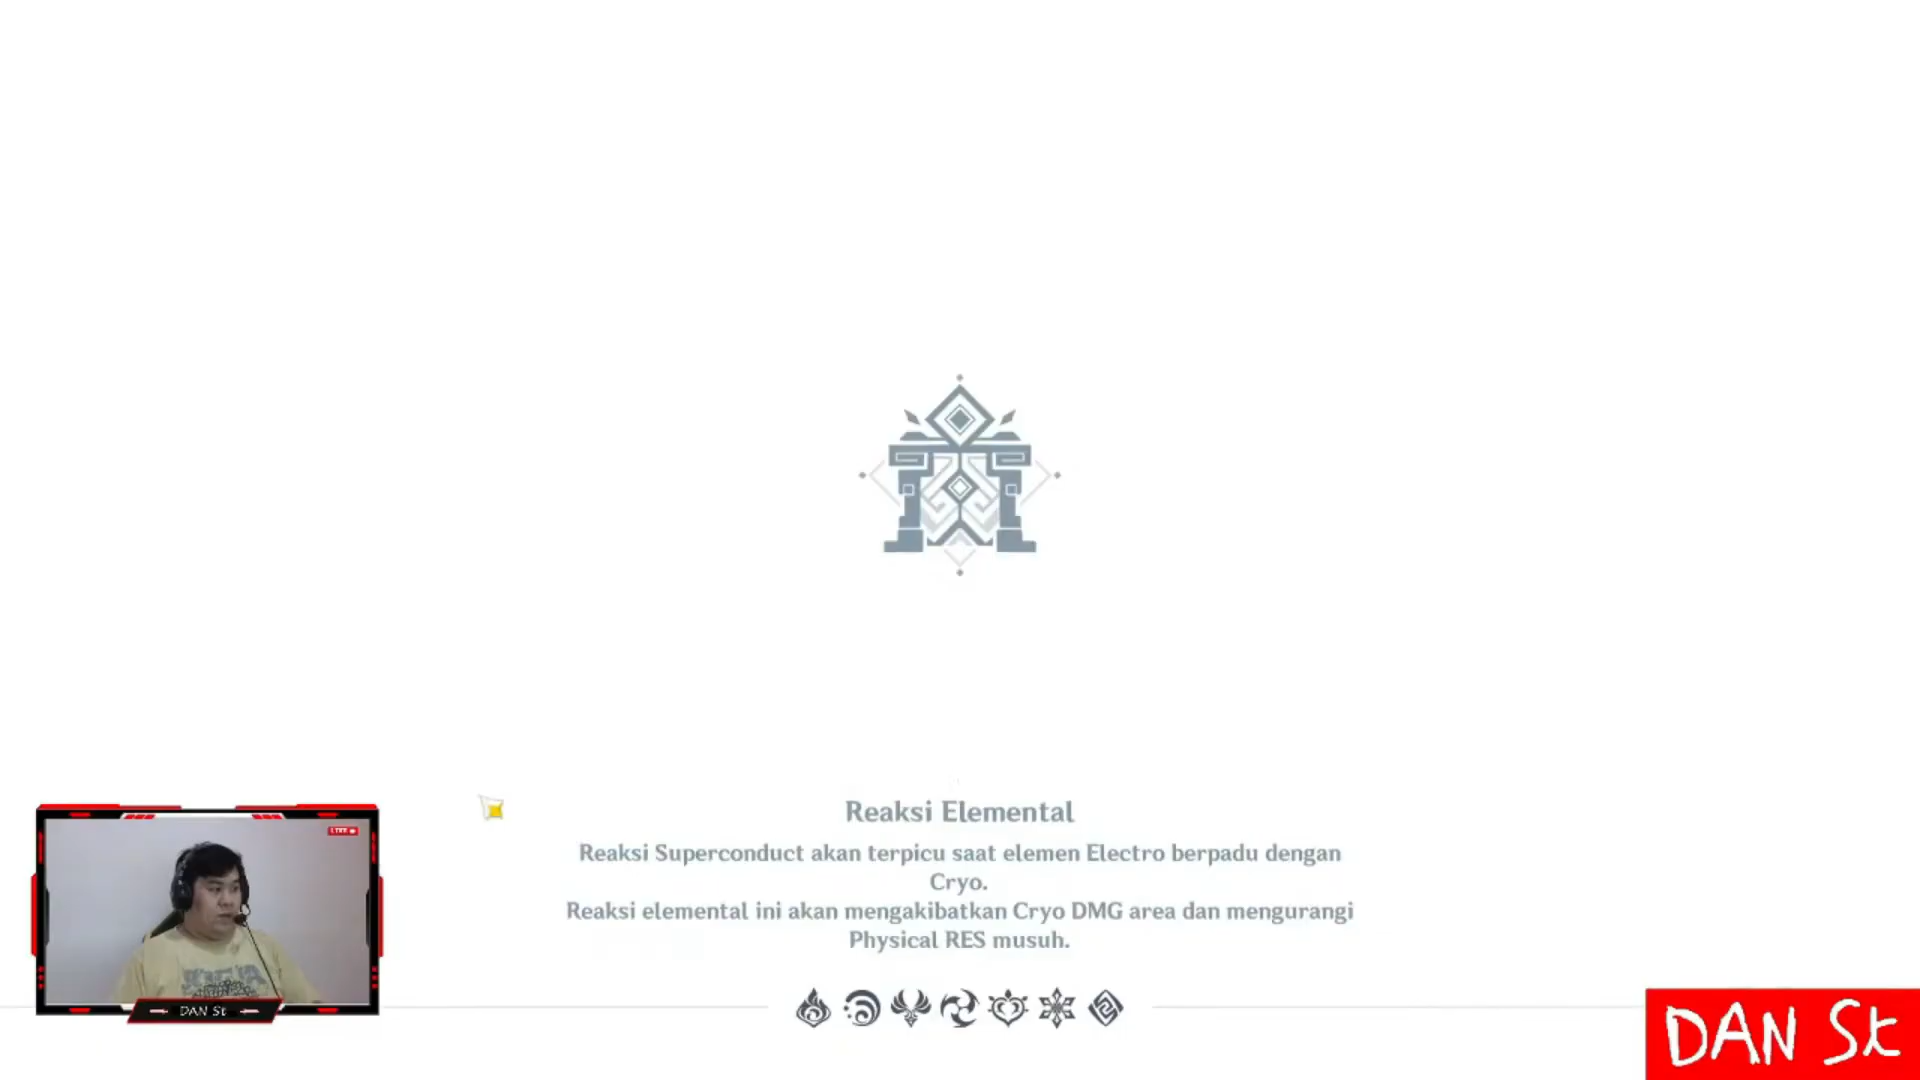 Reaksi Elemental
Reaksi Superconduct akan terpicu saat elemen Electro berpadu dengan
Cryo.
Reaksi elemental ini akan mengakibatkan Cryo DMG area dan mengurangi
Physical RES musuh.
LIVE
DAN St
DAN St